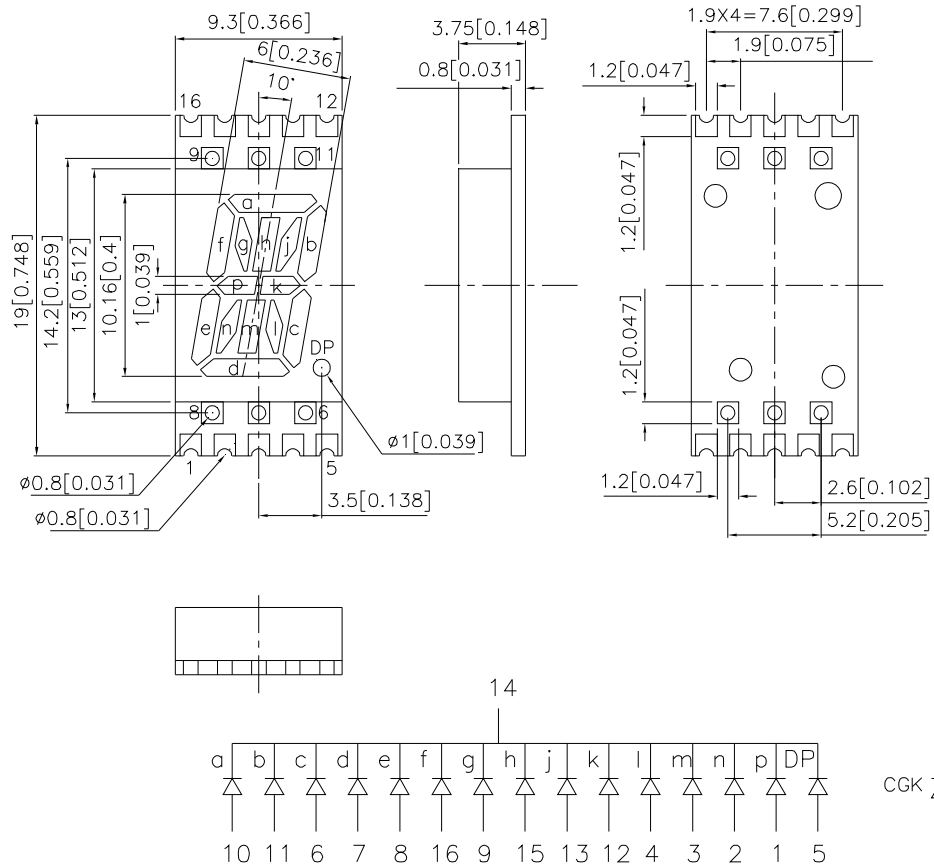 9.3[0.366]
6[0.236]
10°
16 12
9 11
a
f g h j b
p k
e n m l c
d
DP
8 6
1 5
19[0.748]
14.2[0.559]
13[0.512]
10.16[0.4]
1[0.039]
ø0.8[0.031]
ø0.8[0.031]
ø1[0.039]
3.5[0.138]
3.75[0.148]
0.8[0.031]
1.9X4=7.6[0.299]
1.9[0.075]
1.2[0.047]
1.2[0.047]
1.2[0.047]
1.2[0.047]
2.6[0.102]
5.2[0.205]
14
a b c d e f g h j k l m n p DP
CGK
10 11 6 7 8 16 9 15 13 12 4 3 2 1 5